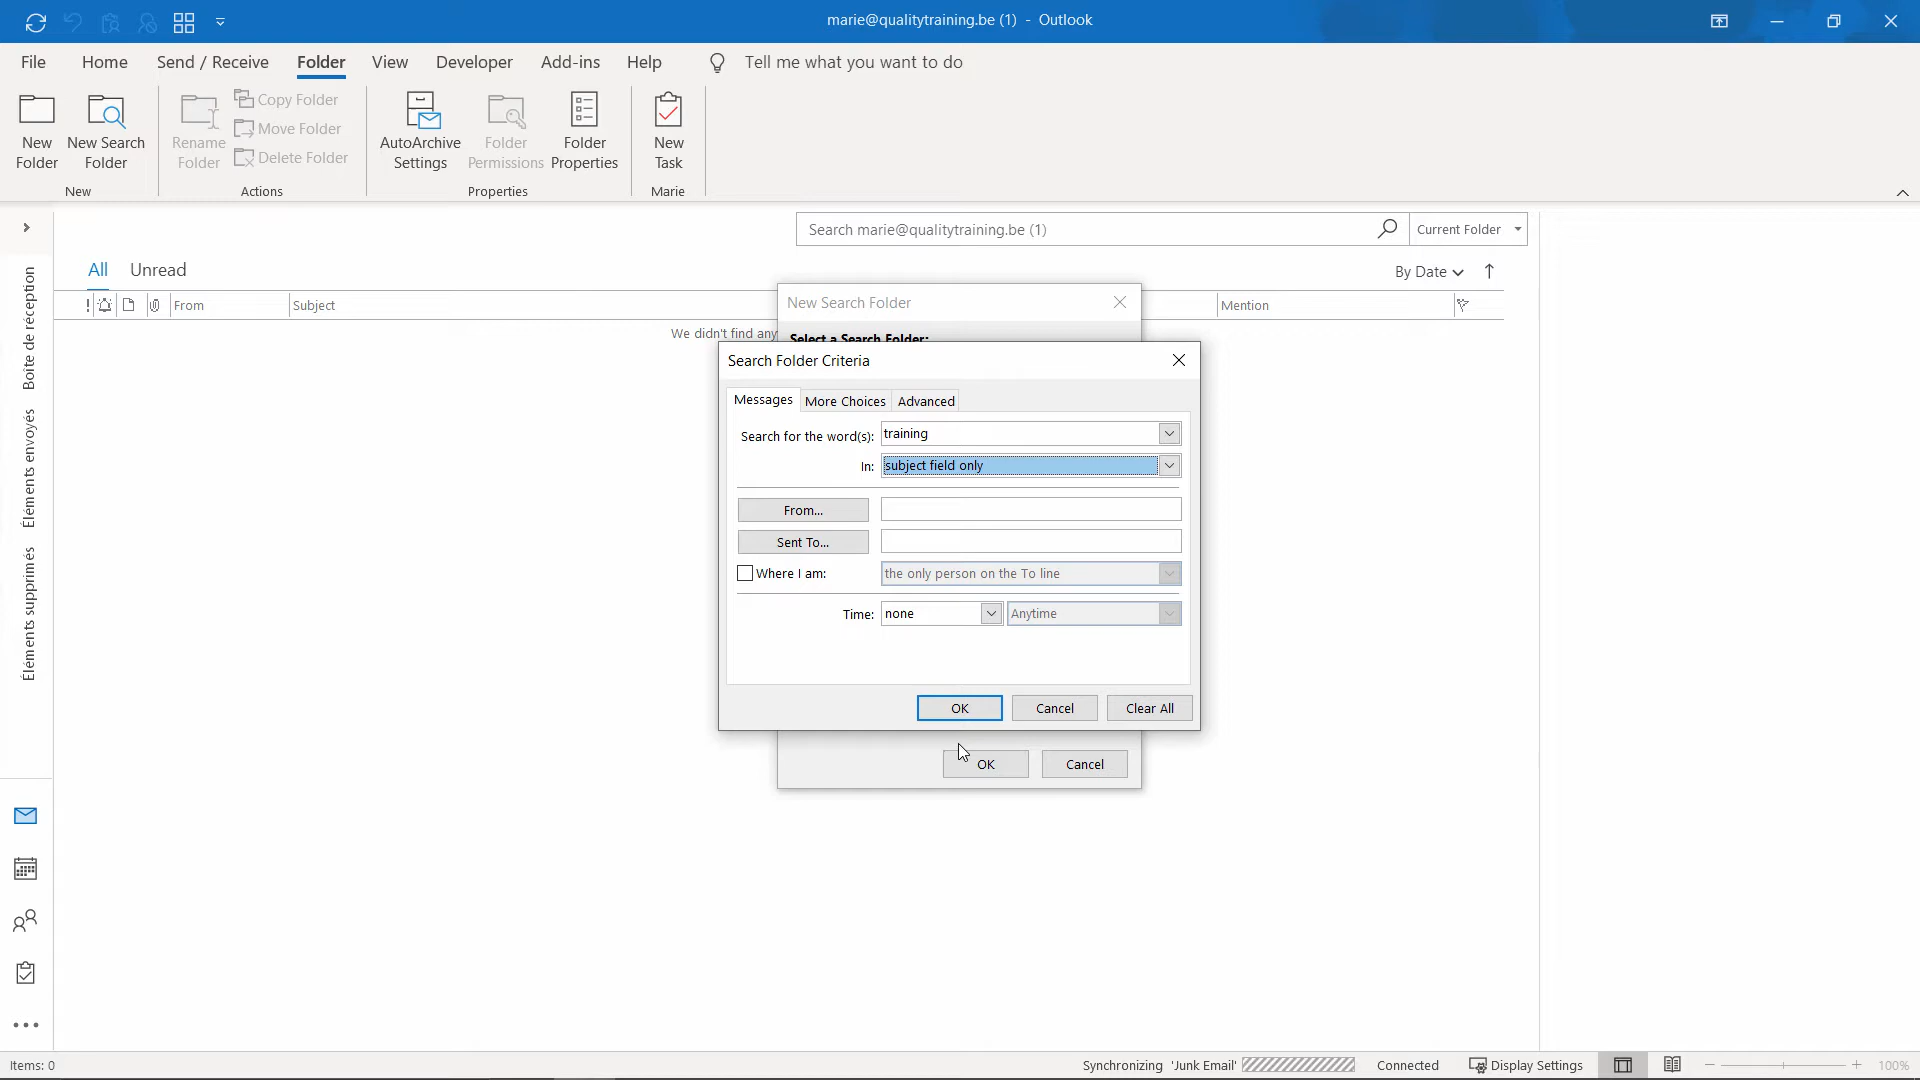 marie@qualitytraining.be (1) - Outlook
File Home Send / Receive Folder View Developer Add-ins Help Tell me what you want to do
New Folder
New Search Folder
Rename Folder
Copy Folder
Move Folder
Delete Folder
AutoArchive Settings
Folder Permissions
Folder Properties
New Task
New Actions Properties Marie
Search marie@qualitytraining.be (1) Current Folder
All Unread By Date
! From Subject Mention
We didn't find any
Boîte de réception
Éléments envoyés
Éléments supprimés
New Search Folder
Select a Search Folder:
Search Folder Criteria
Messages More Choices Advanced
Search for the word(s): training
In: subject field only
From...
Sent To...
Where I am: the only person on the To line
Time: none Anytime
OK Cancel Clear All
OK Cancel
Items: 0 Synchronizing 'Junk Email' Connected Display Settings 100%